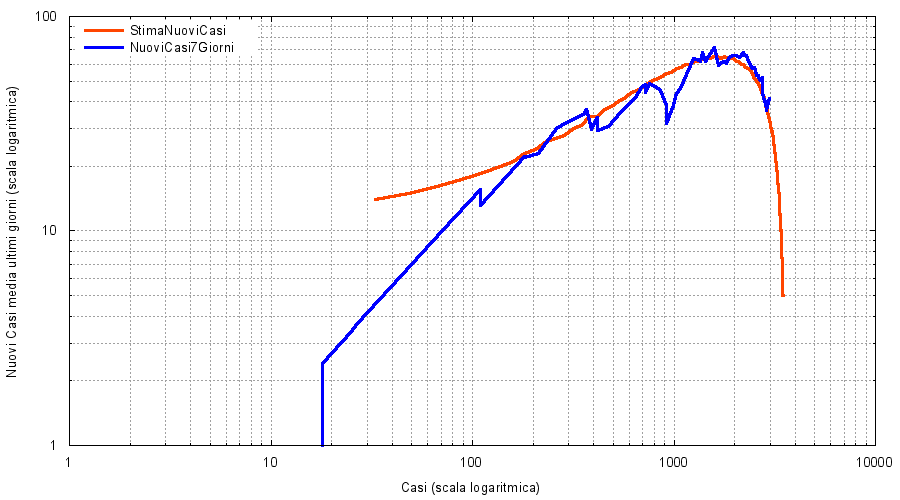 100
StimaNuoviCasi
NuoviCasi7Giorni
Nuovi Casi media ultimi giorni (scala logaritmica)
10
1
1 10 100 1000 10000
Casi (scala logaritmica)